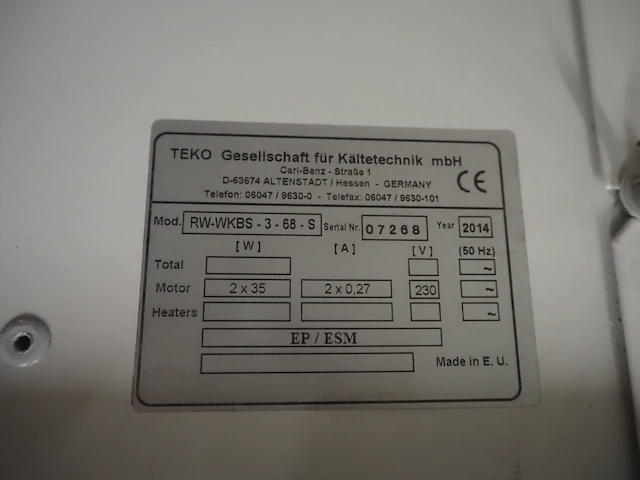 TEKO Gesellschaft für Kältetechnik mbH
Carl-Benz - Straße 1
D-63674 ALTENSTADT / Hessen - GERMANY
Telefon: 06047 / 9630-0 - Telefax: 06047 / 9630-101
CE
Mod. RW-WKBS - 3 - 68 - S Serial Nr. 07268 Year 2014
[ W ] [ A ] [ V ] (50 Hz)
Total ~
Motor 2 x 35 2 x 0,27 230 ~
Heaters ~
EP / ESM
Made in E. U.